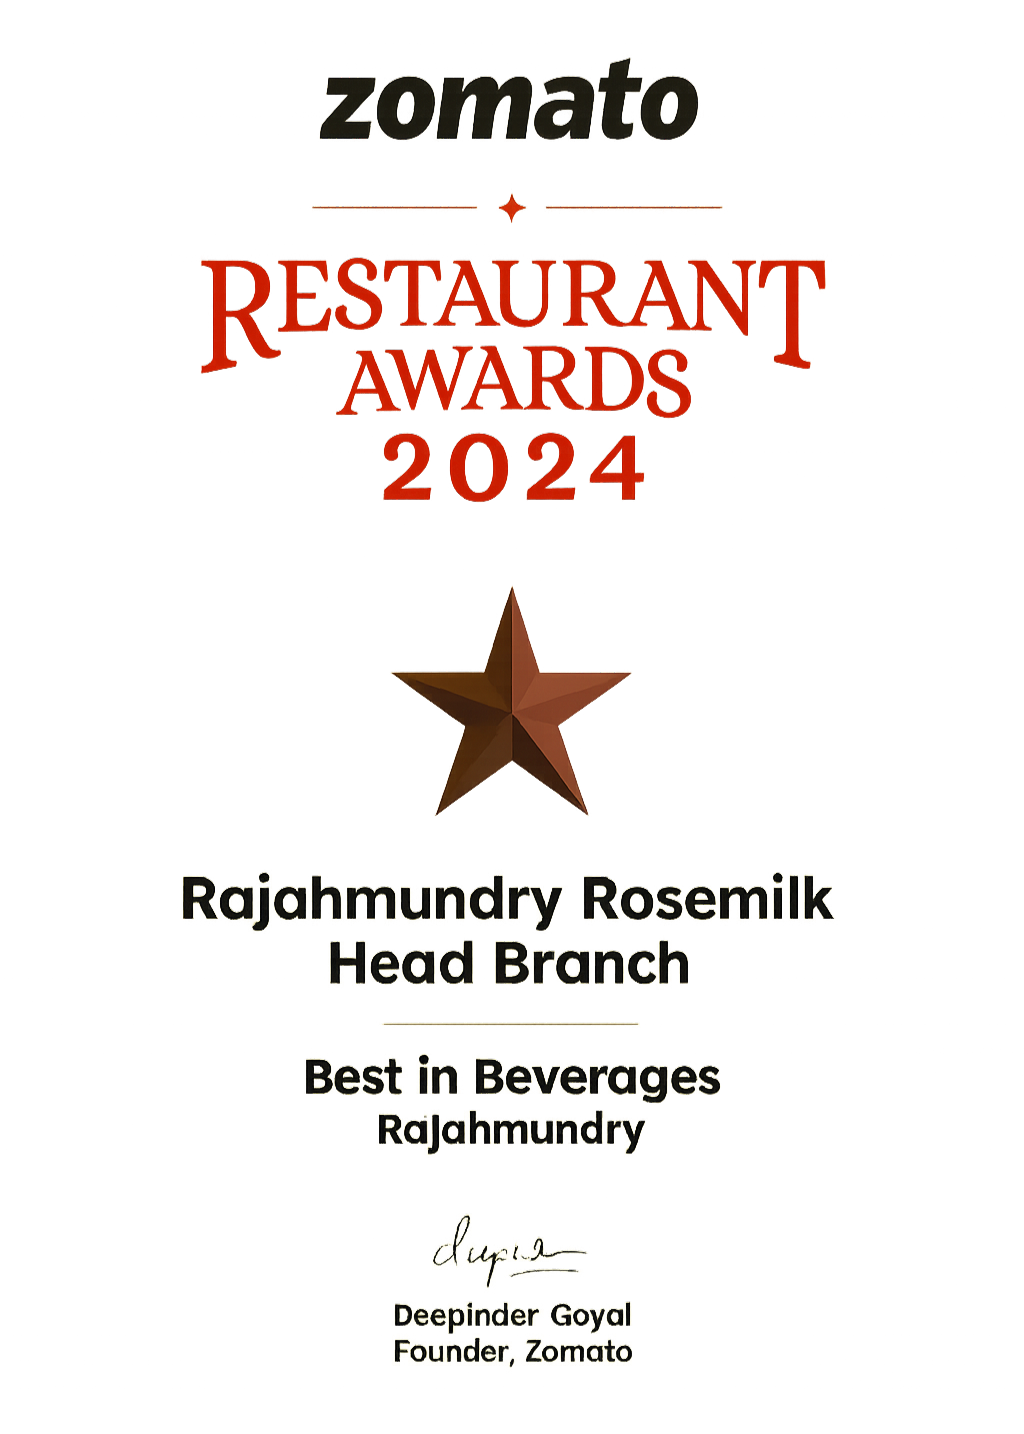 zomato
RESTAURANT
AWARDS
2024
Rajahmundry Rosemilk
Head Branch
Best in Beverages
RaJahmundry
Deepinder Goyal
Founder, Zomato